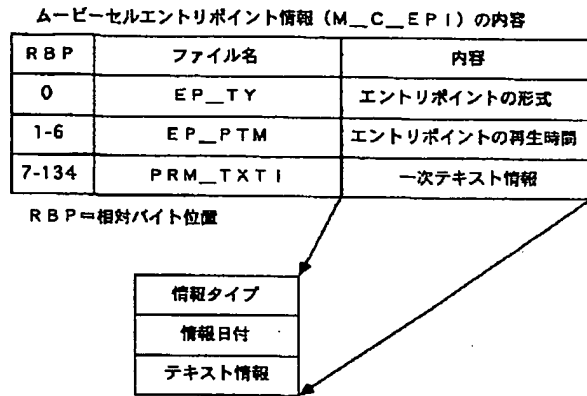 ムービーセルエントリポイント情報（M__C__EPI）の内容
RBP ファイル名 内容
0 EP__TY エントリポイントの形式
1-6 EP__PTM エントリポイントの再生時間
7-134 PRM__TXTI 一次テキスト情報
RBP＝相対バイト位置
情報タイプ
情報日付
テキスト情報